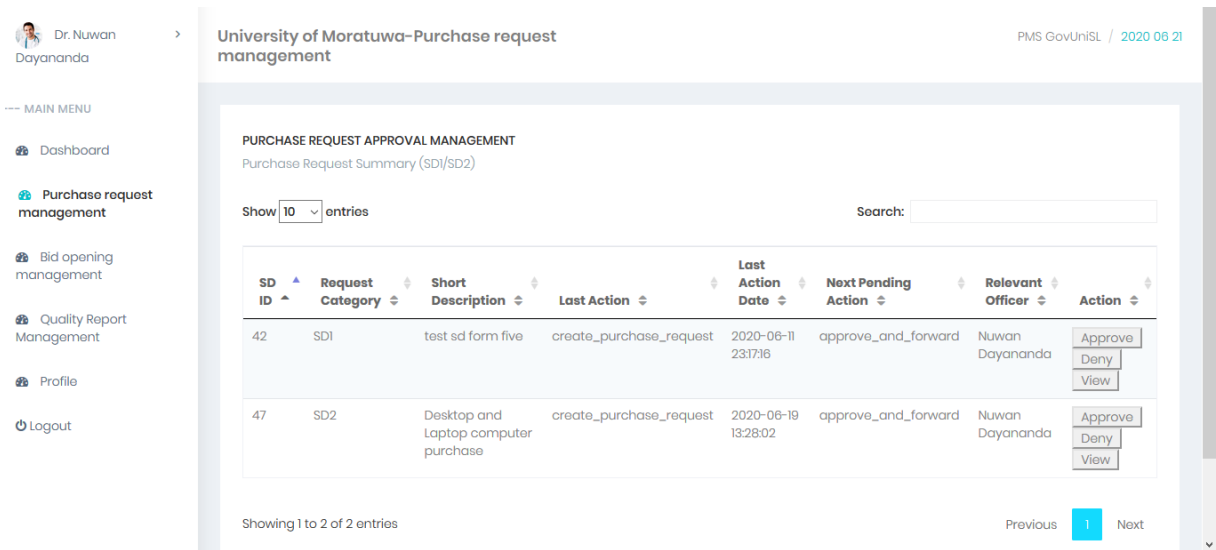 Dr. Nuwan
Dayananda
MAIN MENU
Dashboard
Purchase request
management
Bid opening
management
Quality Report
Management
Profile
Logout
University of Moratuwa-Purchase request
management
PMS GovUniSL / 2020 06 21
PURCHASE REQUEST APPROVAL MANAGEMENT
Purchase Request Summary (SD1/SD2)
Show 10 entries
Search:
SD
ID
Request
Category
Short
Description
Last Action
Last
Action
Date
Next Pending
Action
Relevant
Officer
Action
42
SD1
test sd form five
create_purchase_request
2020-06-11
23:17:16
approve_and_forward
Nuwan
Dayananda
Approve
Deny
View
47
SD2
Desktop and
Laptop computer
purchase
create_purchase_request
2020-06-19
13:28:02
approve_and_forward
Nuwan
Dayananda
Approve
Deny
View
Showing 1 to 2 of 2 entries
Previous 1 Next